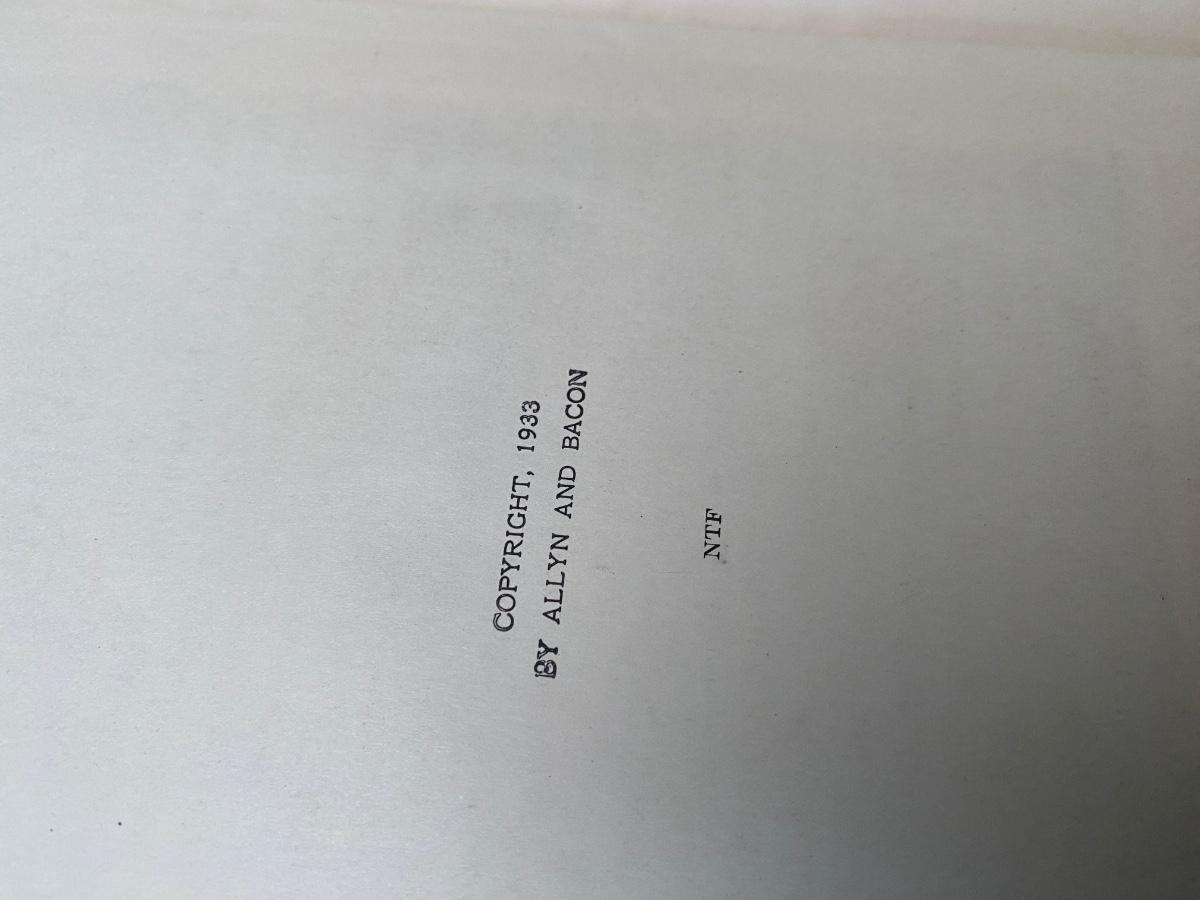 COPYRIGHT, 1933
BY ALLYN AND BACON
NTF